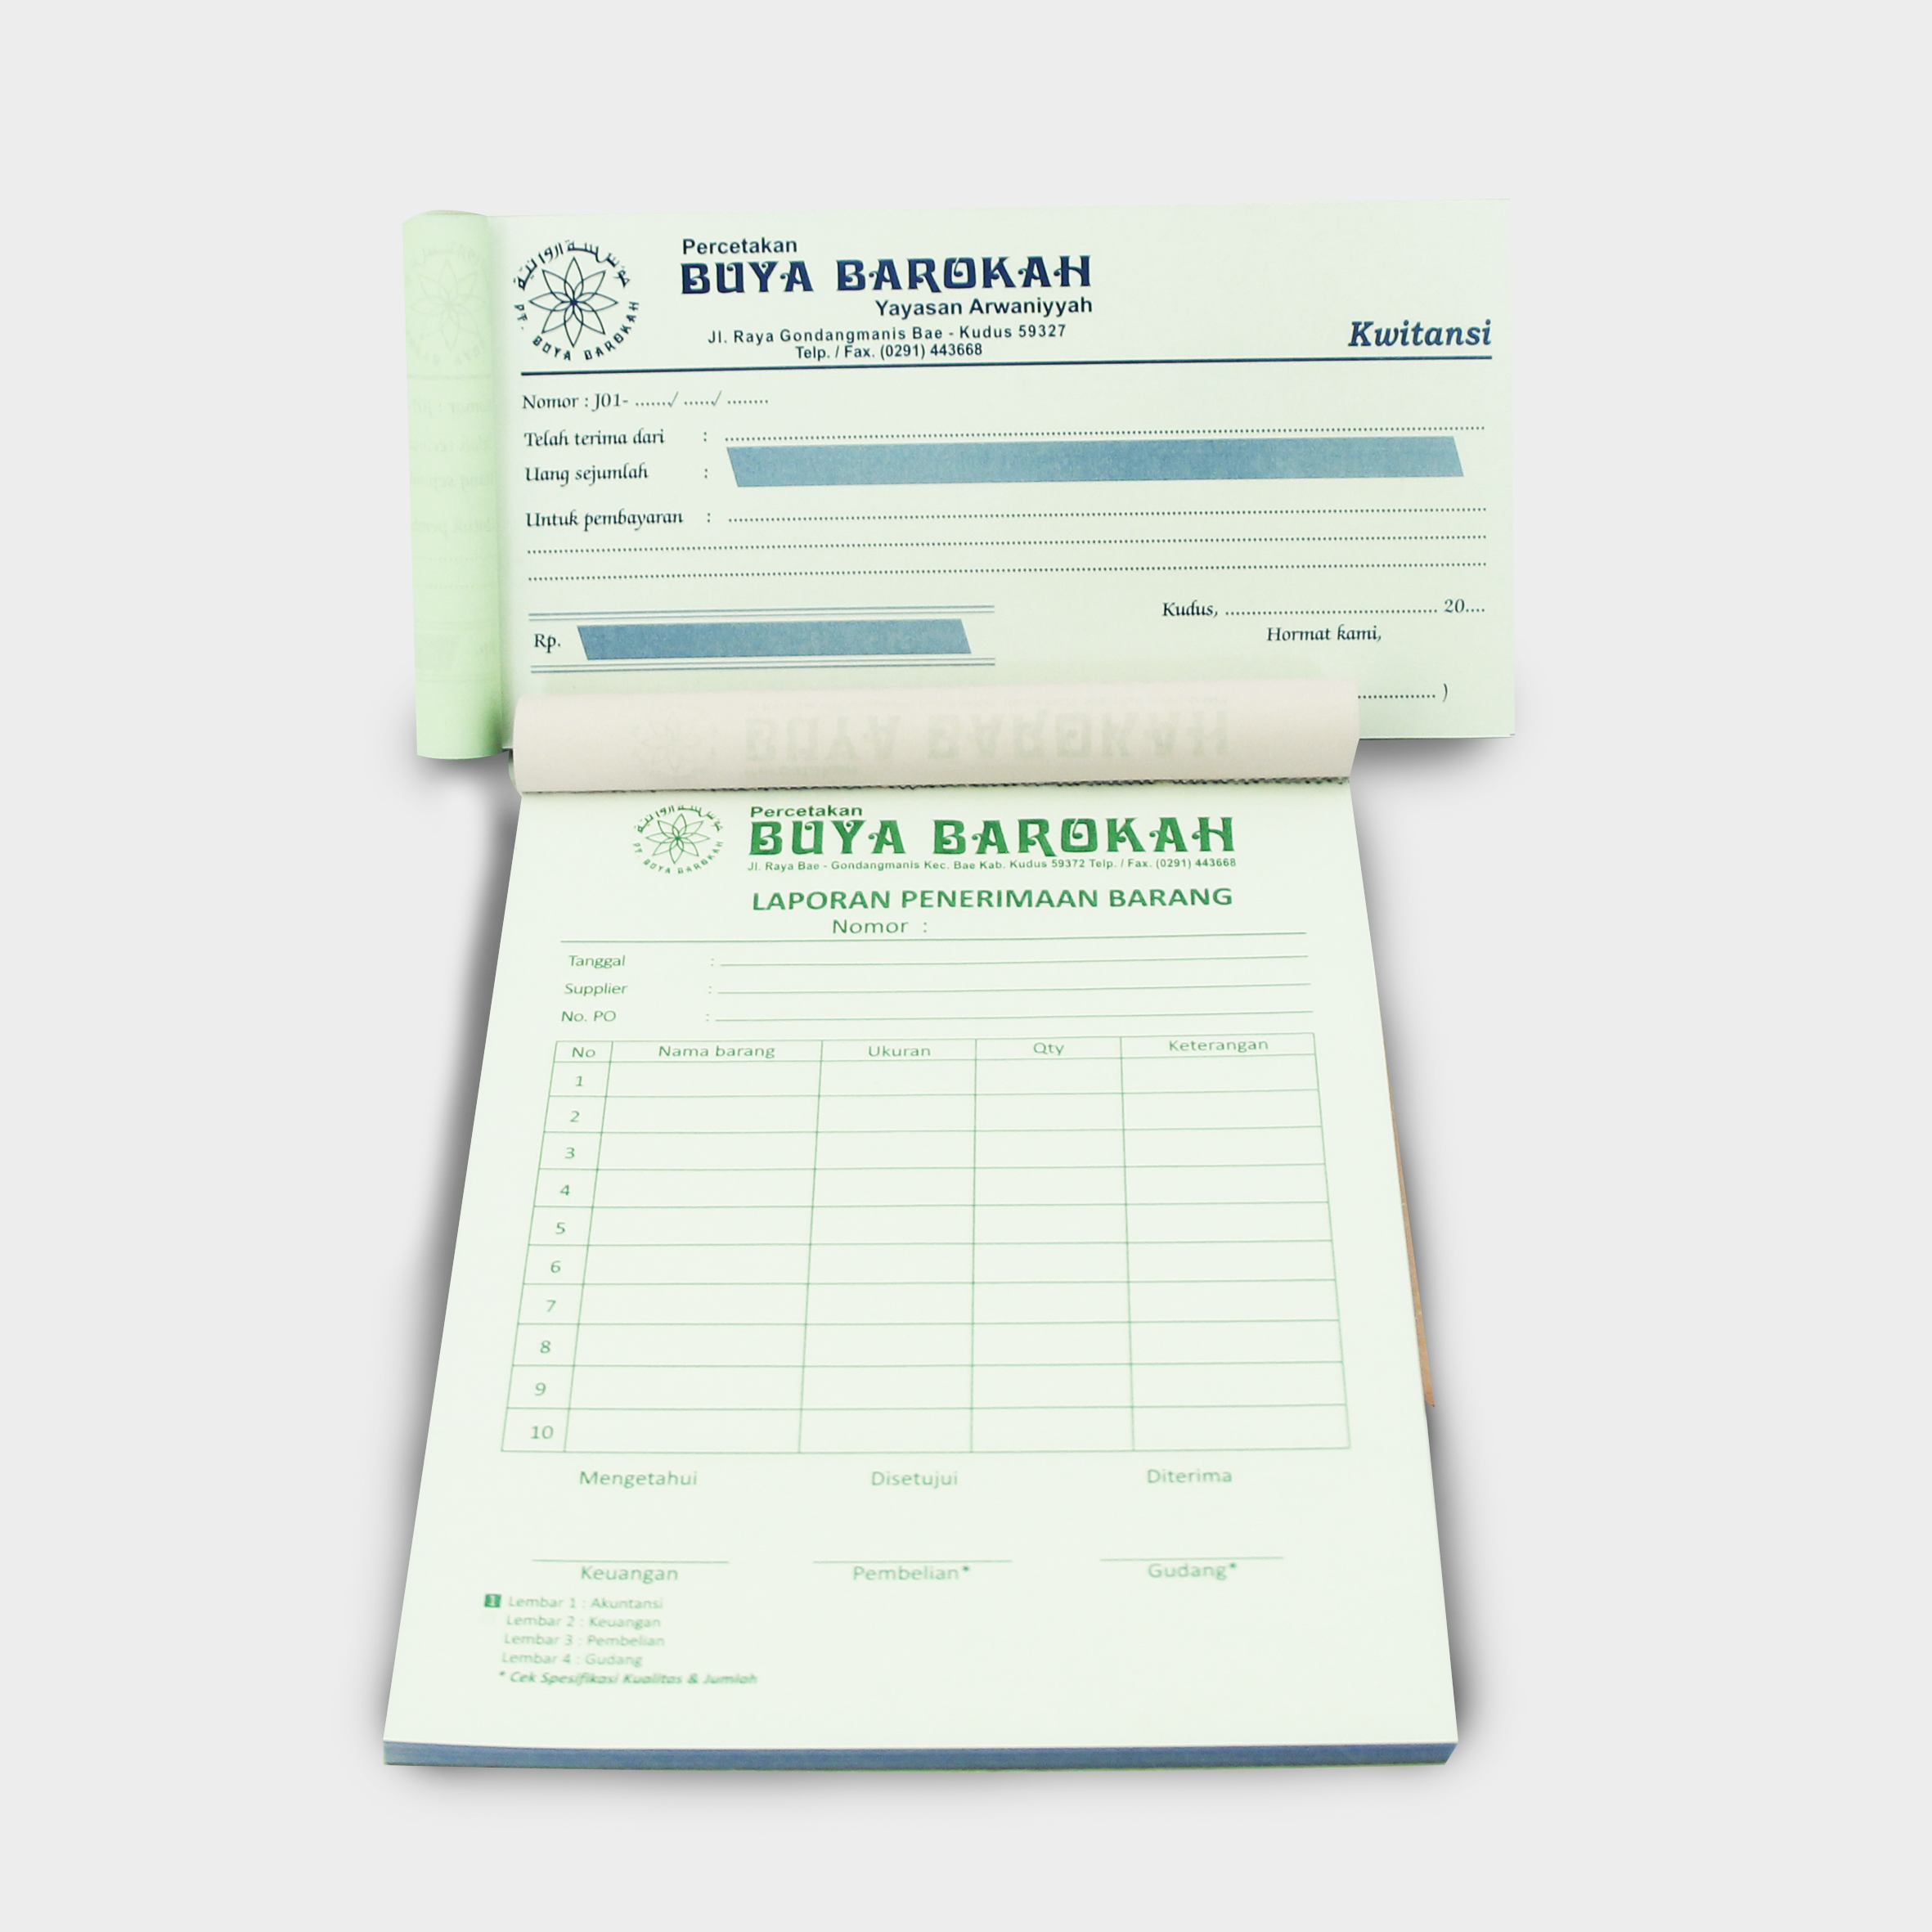 مؤسسة اروانية
PT. BUYA BAROKAH
Percetakan
BUYA BAROKAH
Yayasan Arwaniyyah
Jl. Raya Gondangmanis Bae - Kudus 59327
Telp. / Fax. (0291) 443668
Kwitansi
Nomor : J01- ......./ ....../ ........
Telah terima dari :
Uang sejumlah :
Untuk pembayaran :
Kudus, ........................................ 20....
Rp.
Hormat kami,
............... )
BUYA BAROKAH
PT. BUYA BAROKAH
Percetakan
BUYA BAROKAH
Jl. Raya Bae - Gondangmanis Kec. Bae Kab. Kudus 59372 Telp. / Fax. (0291) 443668
LAPORAN PENERIMAAN BARANG
Nomor :
Tanggal :
Supplier :
No. PO :
No Nama barang Ukuran Qty Keterangan
1
2
3
4
5
6
7
8
9
10
Mengetahui Disetujui Diterima
Keuangan Pembelian* Gudang*
1 Lembar 1 : Akuntansi
Lembar 2 : Keuangan
Lembar 3 : Pembelian
Lembar 4 : Gudang
* Cek Spesifikasi Kualitas & Jumlah